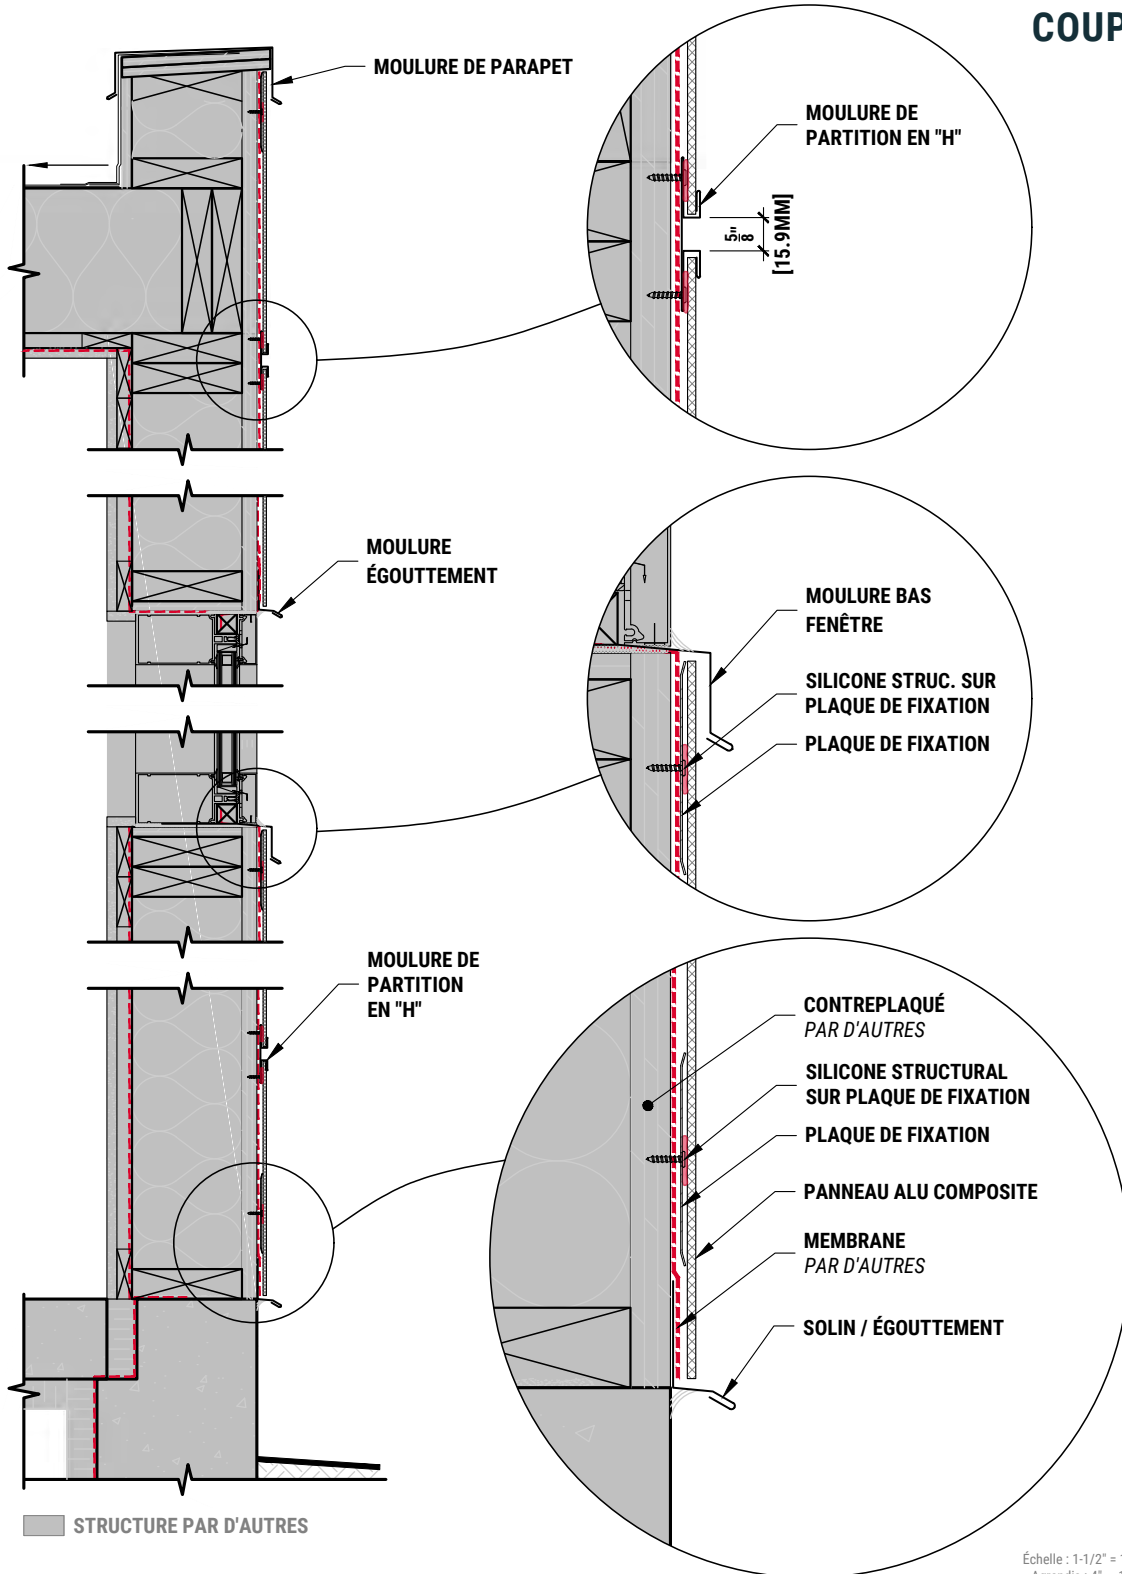 COUP
MOULURE DE PARAPET
MOULURE DE
PARTITION EN "H"
5"
8
[15.9MM]
MOULURE
ÉGOUTTEMENT
MOULURE BAS
FENÊTRE
SILICONE STRUC. SUR
PLAQUE DE FIXATION
PLAQUE DE FIXATION
MOULURE DE
PARTITION
EN "H"
CONTREPLAQUÉ
PAR D'AUTRES
SILICONE STRUCTURAL
SUR PLAQUE DE FIXATION
PLAQUE DE FIXATION
PANNEAU ALU COMPOSITE
MEMBRANE
PAR D'AUTRES
SOLIN / ÉGOUTTEMENT
STRUCTURE PAR D'AUTRES
Échelle : 1-1/2" =